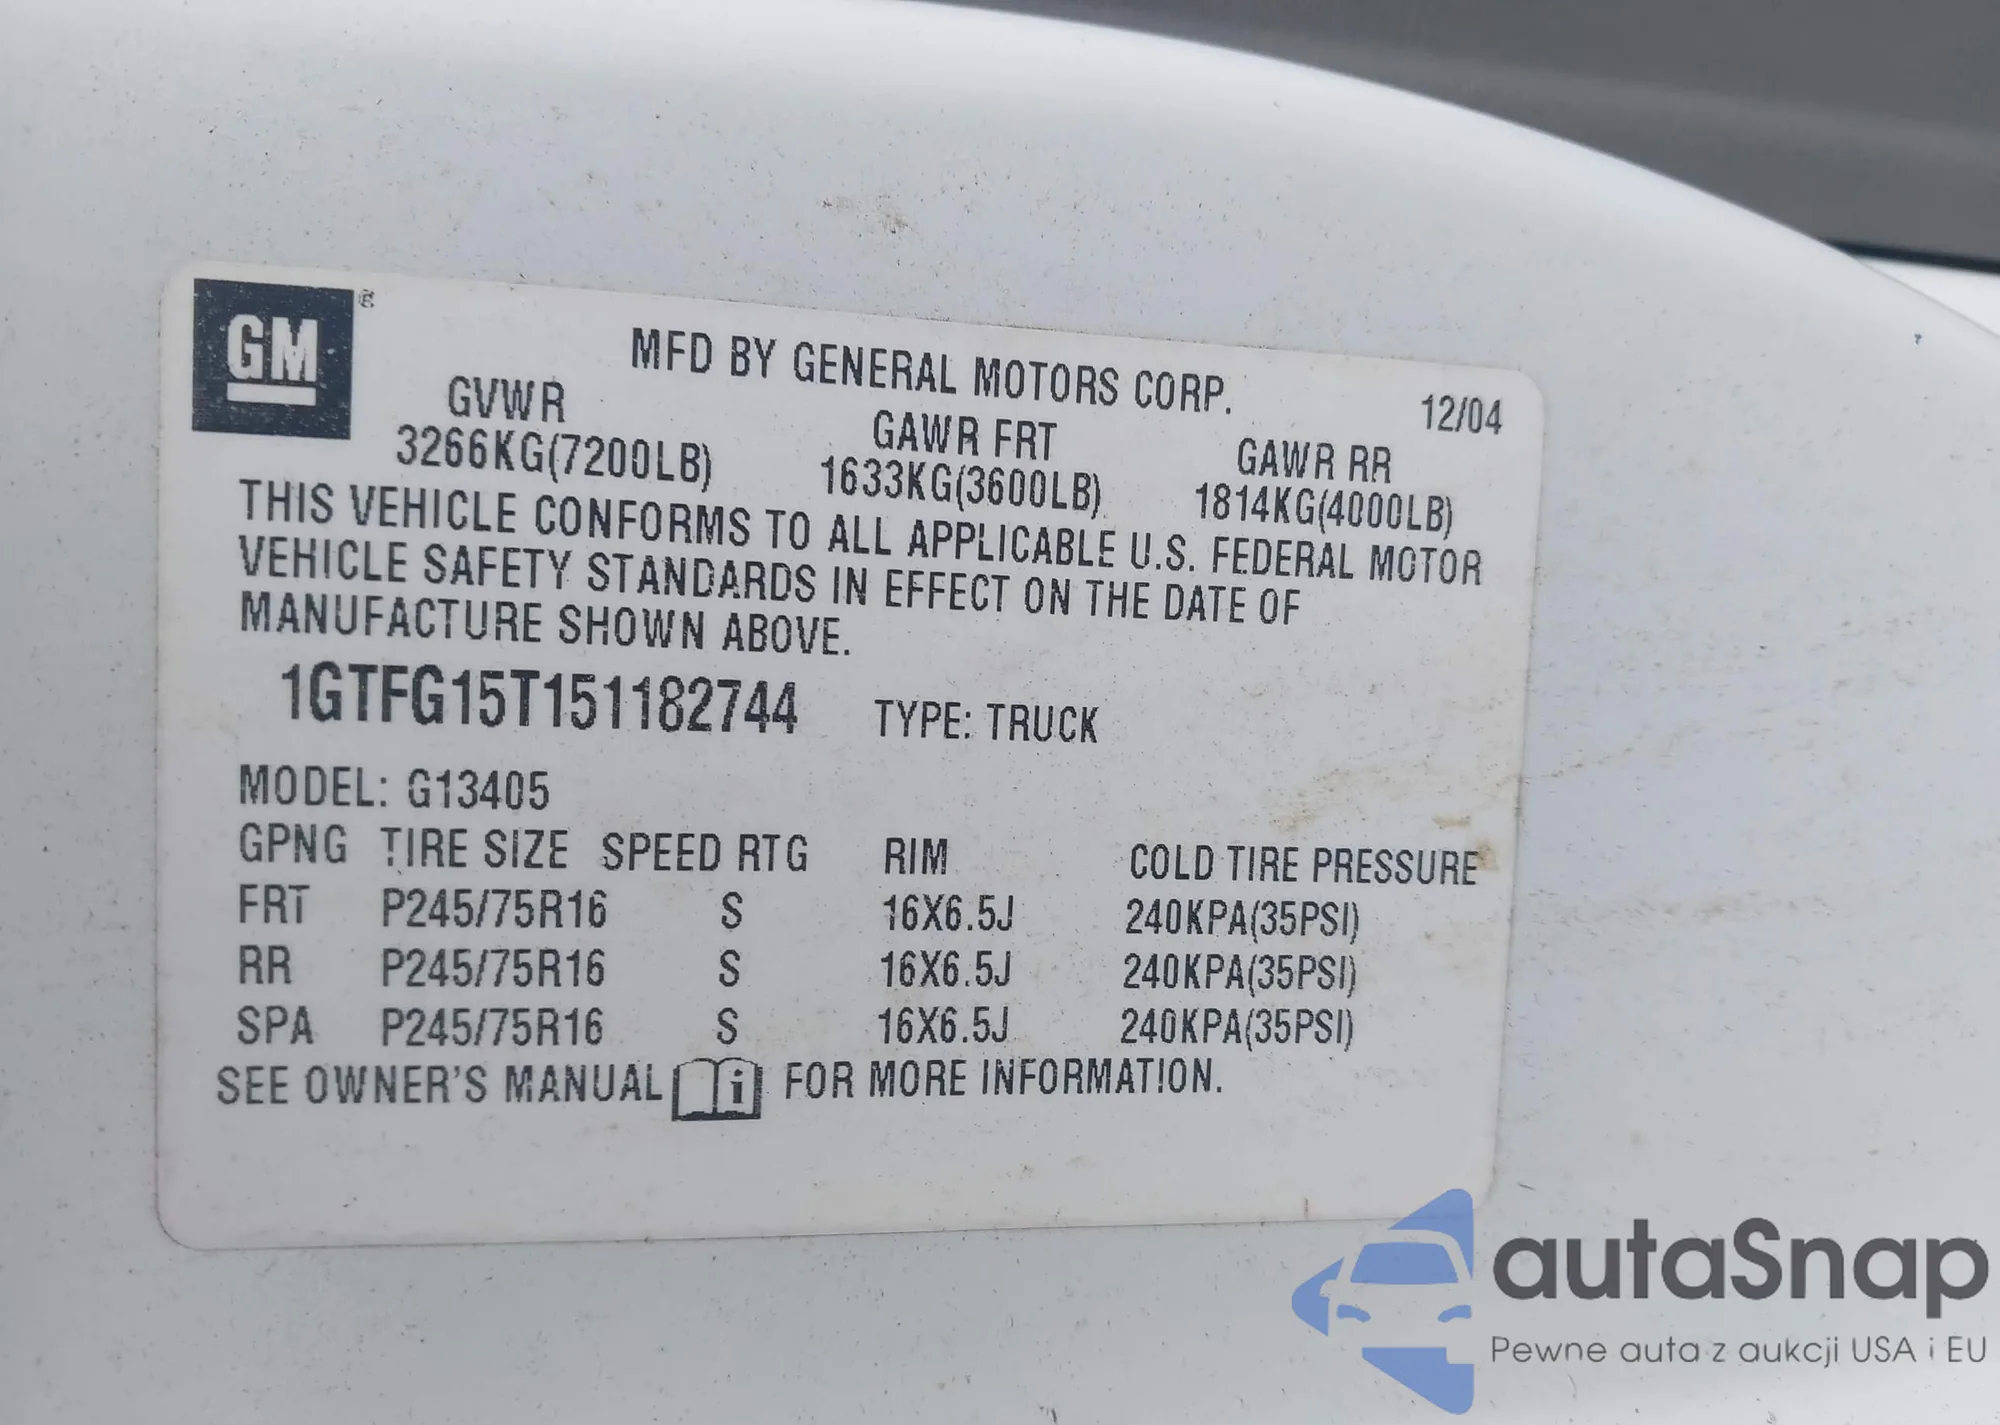 GM ®
MFD BY GENERAL MOTORS CORP. 12/04
GVWR GAWR FRT GAWR RR
3266KG(7200LB) 1633KG(3600LB) 1814KG(4000LB)
THIS VEHICLE CONFORMS TO ALL APPLICABLE U.S. FEDERAL MOTOR
VEHICLE SAFETY STANDARDS IN EFFECT ON THE DATE OF
MANUFACTURE SHOWN ABOVE.
1GTFG15T151182744 TYPE: TRUCK
MODEL: G13405
GPNG TIRE SIZE SPEED RTG RIM COLD TIRE PRESSURE
FRT P245/75R16 S 16X6.5J 240KPA(35PSI)
RR P245/75R16 S 16X6.5J 240KPA(35PSI)
SPA P245/75R16 S 16X6.5J 240KPA(35PSI)
SEE OWNER'S MANUAL i FOR MORE INFORMATION.
autaSnap
Pewne auta z aukcji USA i EU